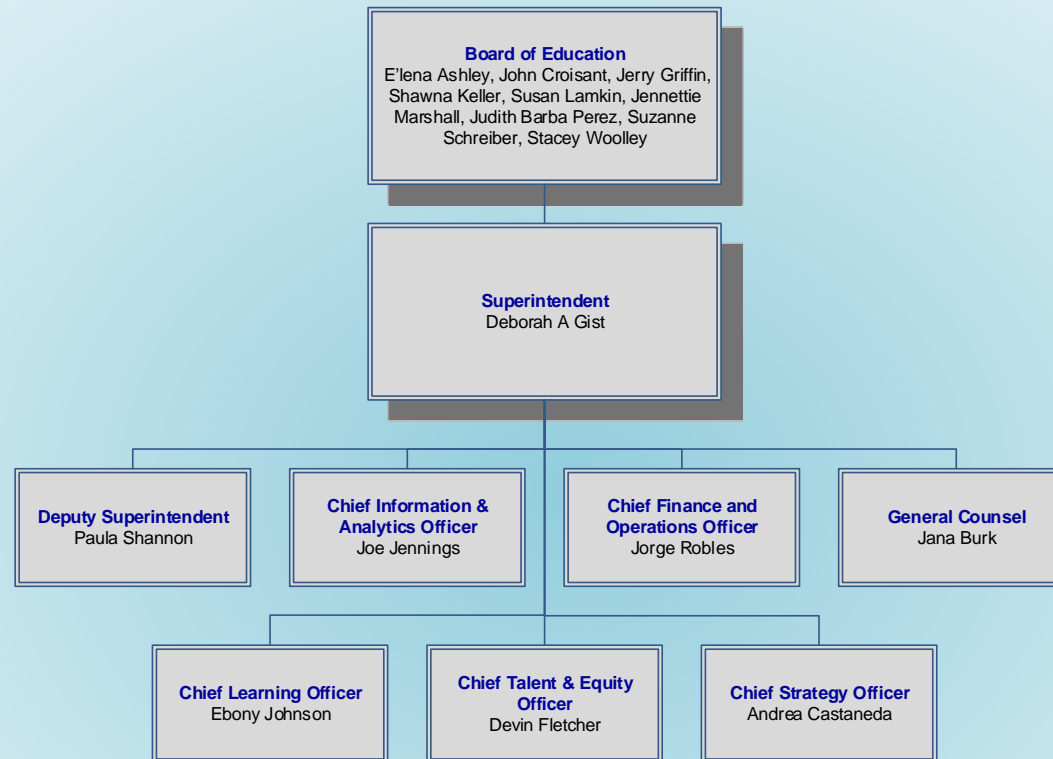 Board of Education
E'lena Ashley, John Croisant, Jerry Griffin,
Shawna Keller, Susan Lamkin, Jennettie
Marshall, Judith Barba Perez, Suzanne
Schreiber, Stacey Woolley
Superintendent
Deborah A Gist
Deputy Superintendent
Paula Shannon
Chief Information &
Analytics Officer
Joe Jennings
Chief Finance and
Operations Officer
Jorge Robles
General Counsel
Jana Burk
Chief Learning Officer
Ebony Johnson
Chief Talent & Equity
Officer
Devin Fletcher
Chief Strategy Officer
Andrea Castaneda